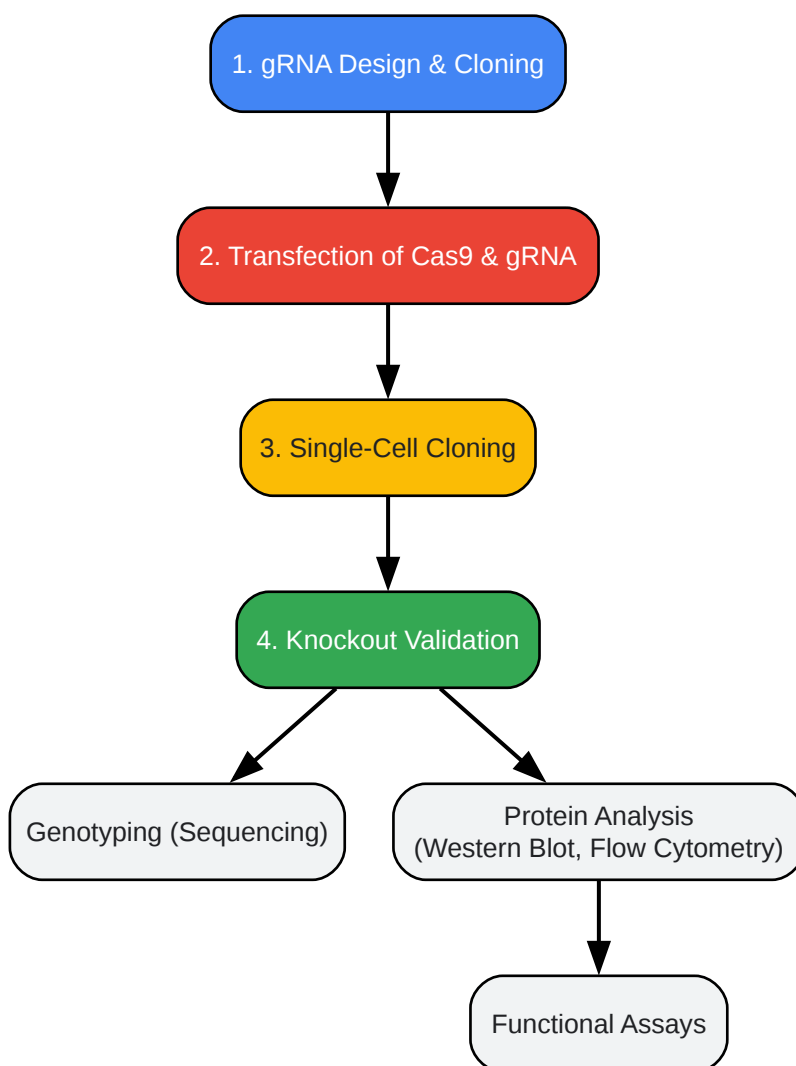 1. gRNA Design & Cloning
2. Transfection of Cas9 & gRNA
3. Single-Cell Cloning
4. Knockout Validation
Genotyping (Sequencing)
Protein Analysis
(Western Blot, Flow Cytometry)
Functional Assays